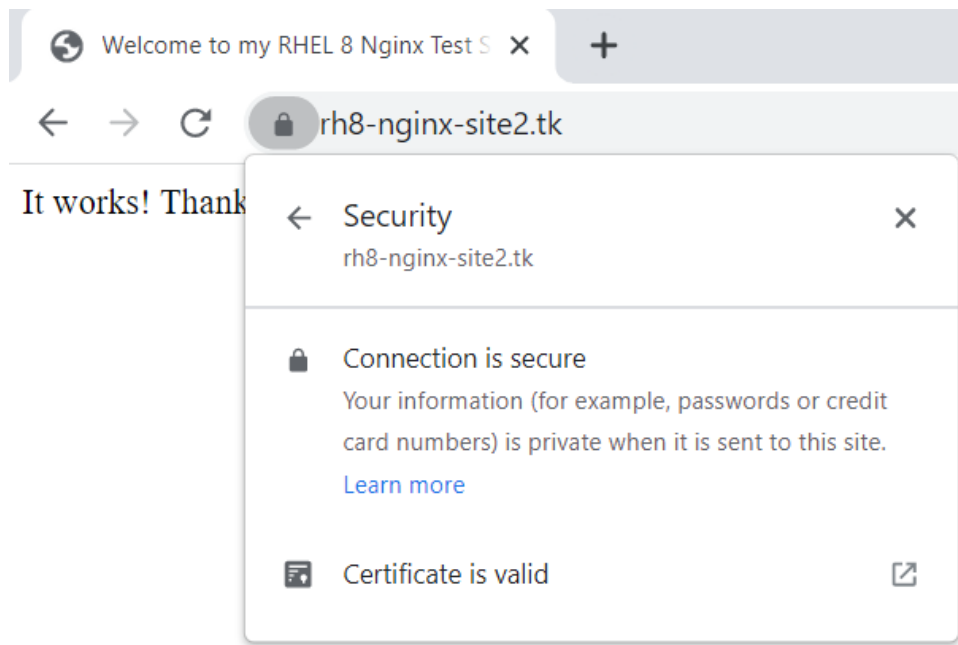 Welcome to my RHEL 8 Nginx Test S
rh8-nginx-site2.tk
It works! Thank
Security
rh8-nginx-site2.tk
Connection is secure
Your information (for example, passwords or credit
card numbers) is private when it is sent to this site.
Learn more
Certificate is valid